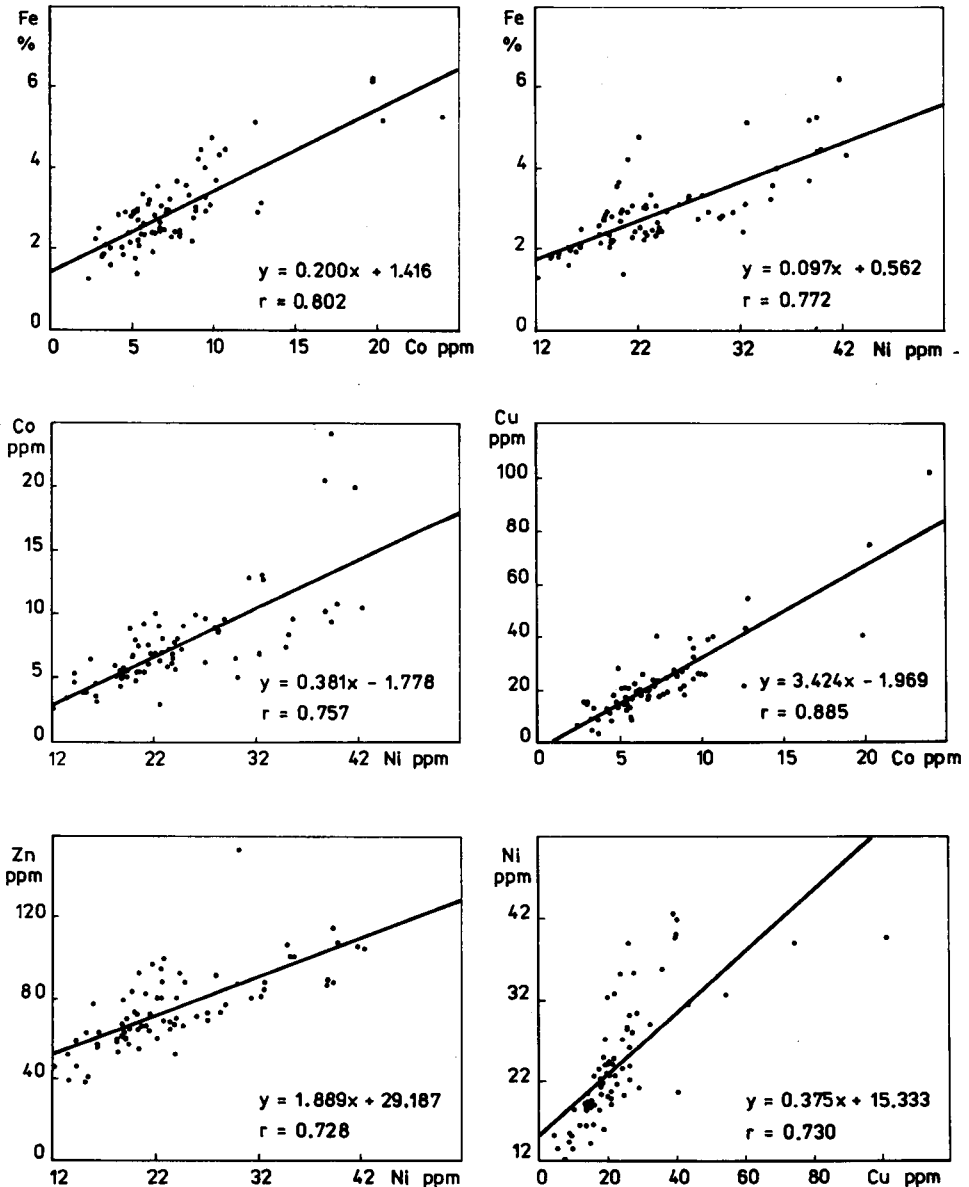 Fe
%
6
4
2
0
0 5 10 15 20 Co ppm
y = 0.200x + 1.416
r = 0.802
Fe
%
6
4
2
0
12 22 32 42 Ni ppm
y = 0.097x + 0.562
r = 0.772
Co
ppm
20
15
10
5
0
12 22 32 42 Ni ppm
y = 0.381x − 1.778
r = 0.757
Cu
ppm
100
80
60
40
20
0
0 5 10 15 20 Co ppm
y = 3.424x − 1.969
r = 0.885
Zn
ppm
120
80
40
0
12 22 32 42 Ni ppm
y = 1.889x + 29.187
r = 0.728
Ni
ppm
42
32
22
12
0 20 40 60 80 Cu ppm
y = 0.375x + 15.333
r = 0.730